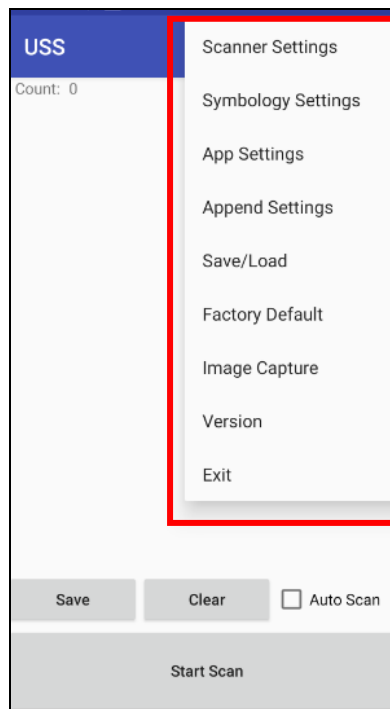 USS
Count: 0
Scanner Settings
Symbology Settings
App Settings
Append Settings
Save/Load
Factory Default
Image Capture
Version
Exit
Save
Clear
Auto Scan
Start Scan